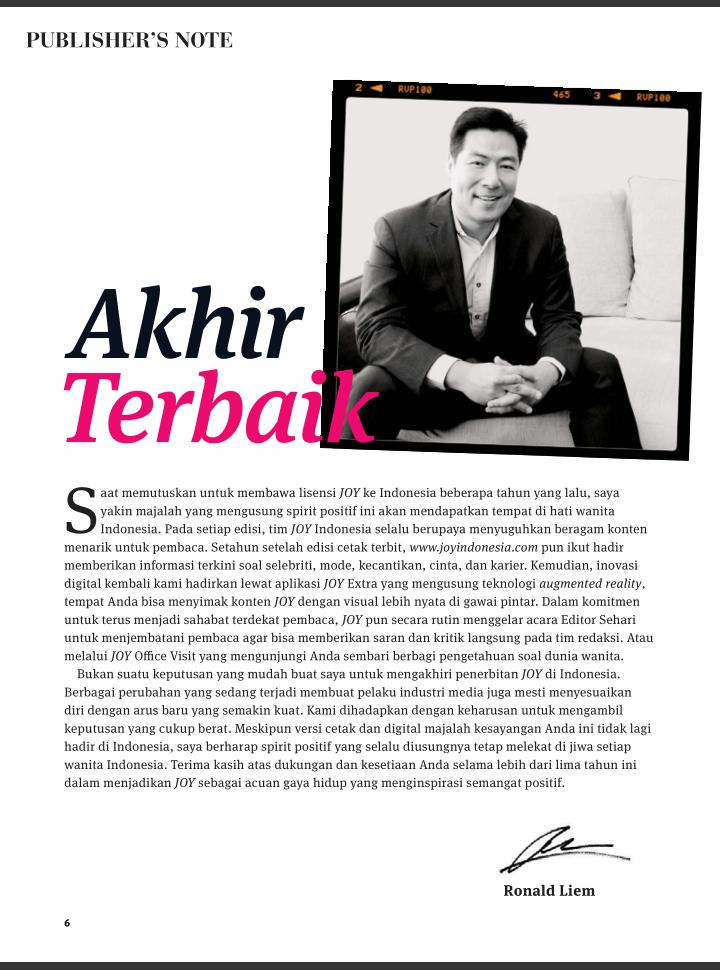 PUBLISHER'S NOTE
2 ◄ RVP100 465 3 ◄ RVP100
Akhir
Terbaik
Saat memutuskan untuk membawa lisensi JOY ke Indonesia beberapa tahun yang lalu, saya
yakin majalah yang mengusung spirit positif ini akan mendapatkan tempat di hati wanita
Indonesia. Pada setiap edisi, tim JOY Indonesia selalu berupaya menyuguhkan beragam konten
menarik untuk pembaca. Setahun setelah edisi cetak terbit, www.joyindonesia.com pun ikut hadir
memberikan informasi terkini soal selebriti, mode, kecantikan, cinta, dan karier. Kemudian, inovasi
digital kembali kami hadirkan lewat aplikasi JOY Extra yang mengusung teknologi augmented reality,
tempat Anda bisa menyimak konten JOY dengan visual lebih nyata di gawai pintar. Dalam komitmen
untuk terus menjadi sahabat terdekat pembaca, JOY pun secara rutin menggelar acara Editor Sehari
untuk menjembatani pembaca agar bisa memberikan saran dan kritik langsung pada tim redaksi. Atau
melalui JOY Office Visit yang mengunjungi Anda sembari berbagi pengetahuan soal dunia wanita.
Bukan suatu keputusan yang mudah buat saya untuk mengakhiri penerbitan JOY di Indonesia.
Berbagai perubahan yang sedang terjadi membuat pelaku industri media juga mesti menyesuaikan
diri dengan arus baru yang semakin kuat. Kami dihadapkan dengan keharusan untuk mengambil
keputusan yang cukup berat. Meskipun versi cetak dan digital majalah kesayangan Anda ini tidak lagi
hadir di Indonesia, saya berharap spirit positif yang selalu diusungnya tetap melekat di jiwa setiap
wanita Indonesia. Terima kasih atas dukungan dan kesetiaan Anda selama lebih dari lima tahun ini
dalam menjadikan JOY sebagai acuan gaya hidup yang menginspirasi semangat positif.
Ronald Liem
6